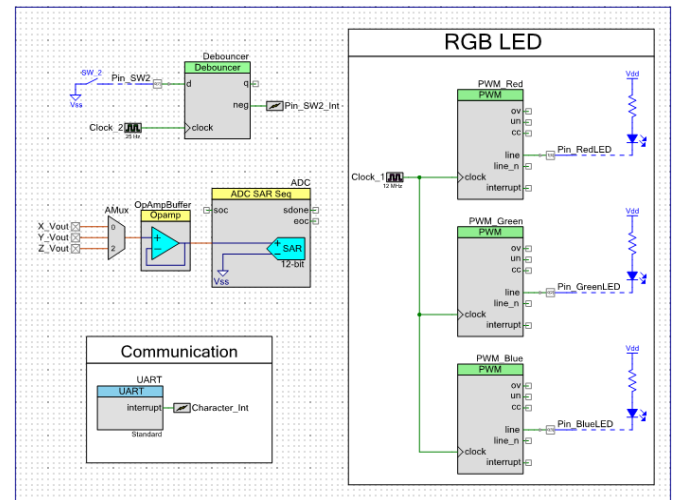 Debouncer
Debouncer
SW_2
Pin_SW2
d
q
neg
Pin_SW2_Int
Vss
Clock_2
clock
25 Hz
ADC
ADC SAR Seq
OpAmpBuffer
Opamp
AMux
soc
sdone
eoc
X_Vout
Y_Vout
Z_Vout
0
2
SAR
12-bit
Vss
Communication
UART
UART
interrupt
Character_Int
Standard
RGB LED
PWM_Red
PWM
ov
un
cc
line
line_n
clock
interrupt
Clock_1
12 MHz
Pin_RedLED
Vdd
PWM_Green
PWM
ov
un
cc
line
line_n
clock
interrupt
Pin_GreenLED
Vdd
PWM_Blue
PWM
ov
un
cc
line
line_n
clock
interrupt
Pin_BlueLED
Vdd